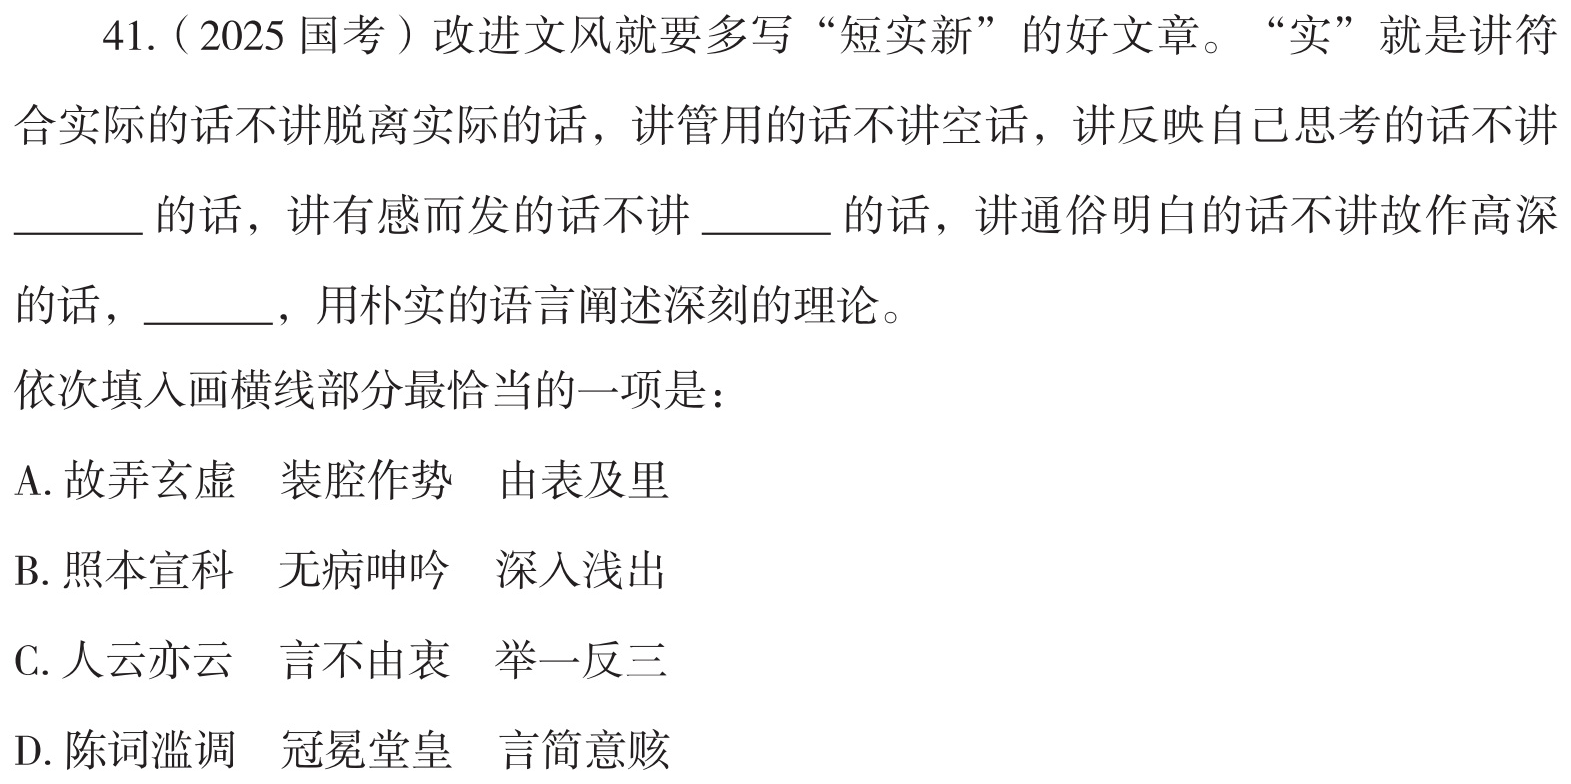 41.（2025 国考）改进文风就要多写“短实新”的好文章。“实”就是讲符
合实际的话不讲脱离实际的话，讲管用的话不讲空话，讲反映自己思考的话不讲
______ 的话，讲有感而发的话不讲 ______ 的话，讲通俗明白的话不讲故作高深
的话，______，用朴实的语言阐述深刻的理论。
依次填入画横线部分最恰当的一项是：
A. 故弄玄虚　装腔作势　由表及里
B. 照本宣科　无病呻吟　深入浅出
C. 人云亦云　言不由衷　举一反三
D. 陈词滥调　冠冕堂皇　言简意赅